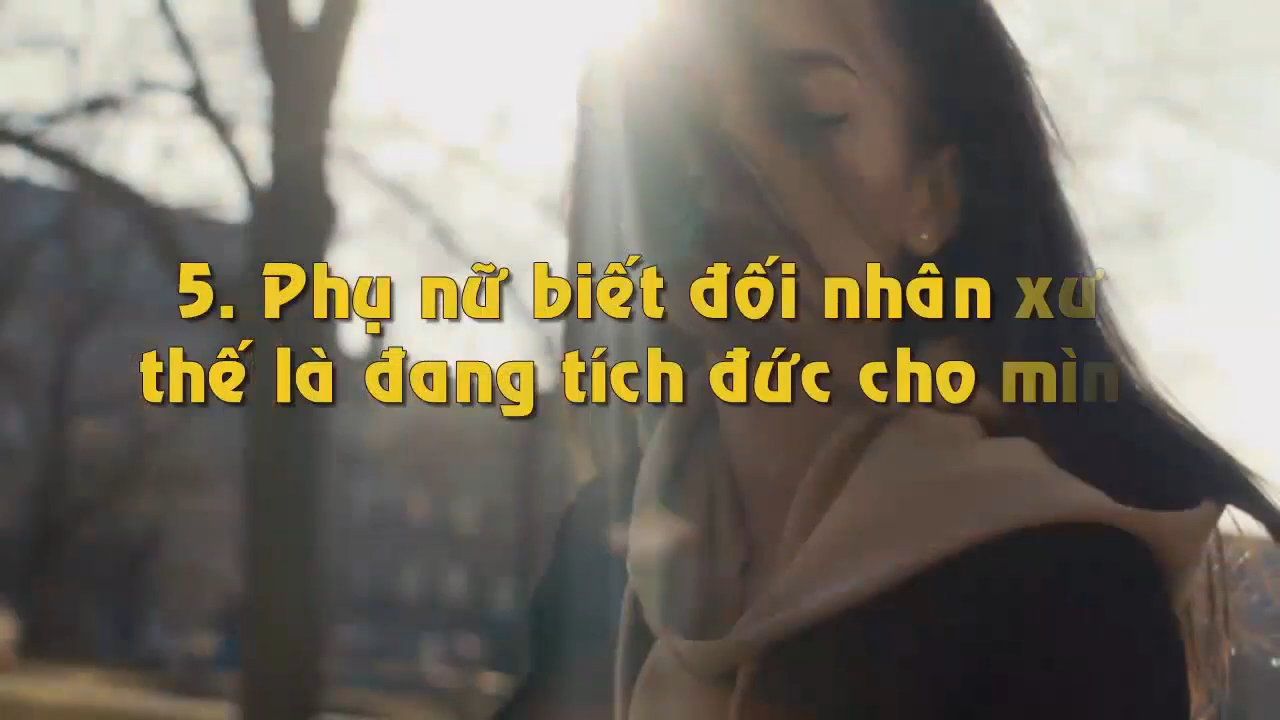 5. Phụ nữ biết đối nhân xư
thế là đang tích đức cho mìn